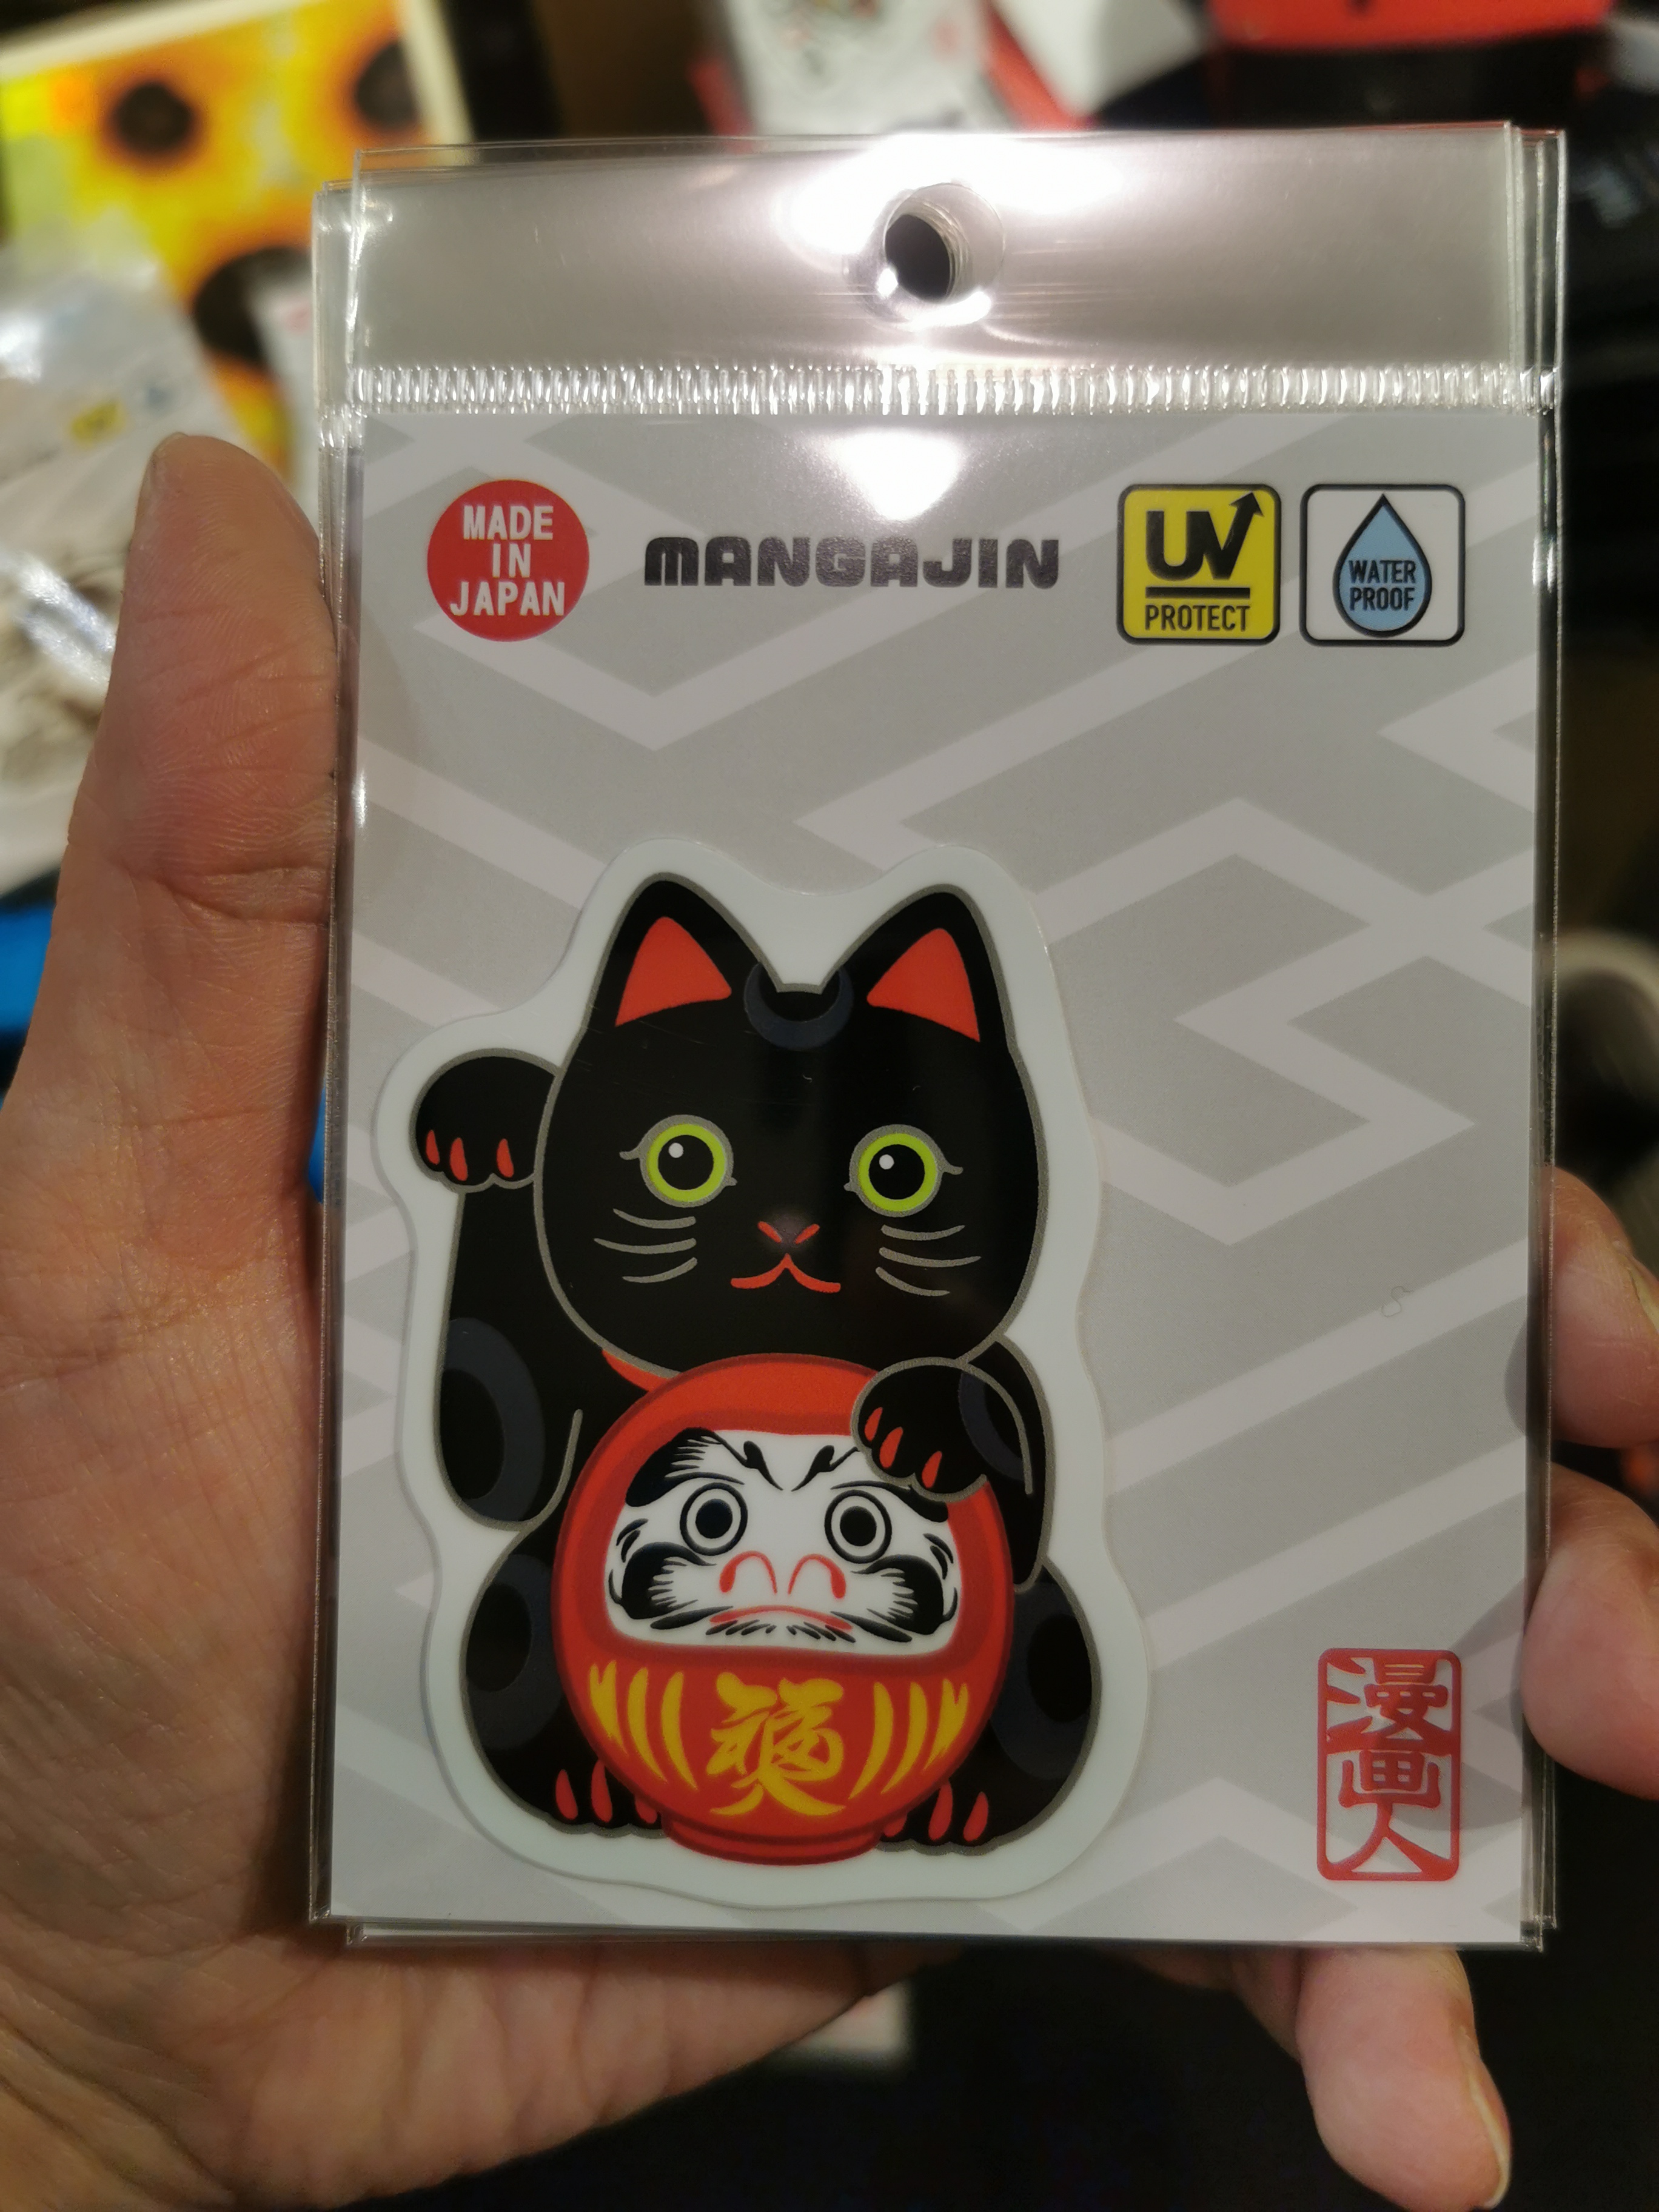 MADE
IN
JAPAN
MANGAJIN
UV
PROTECT
WATER
PROOF
福
漫
画
人